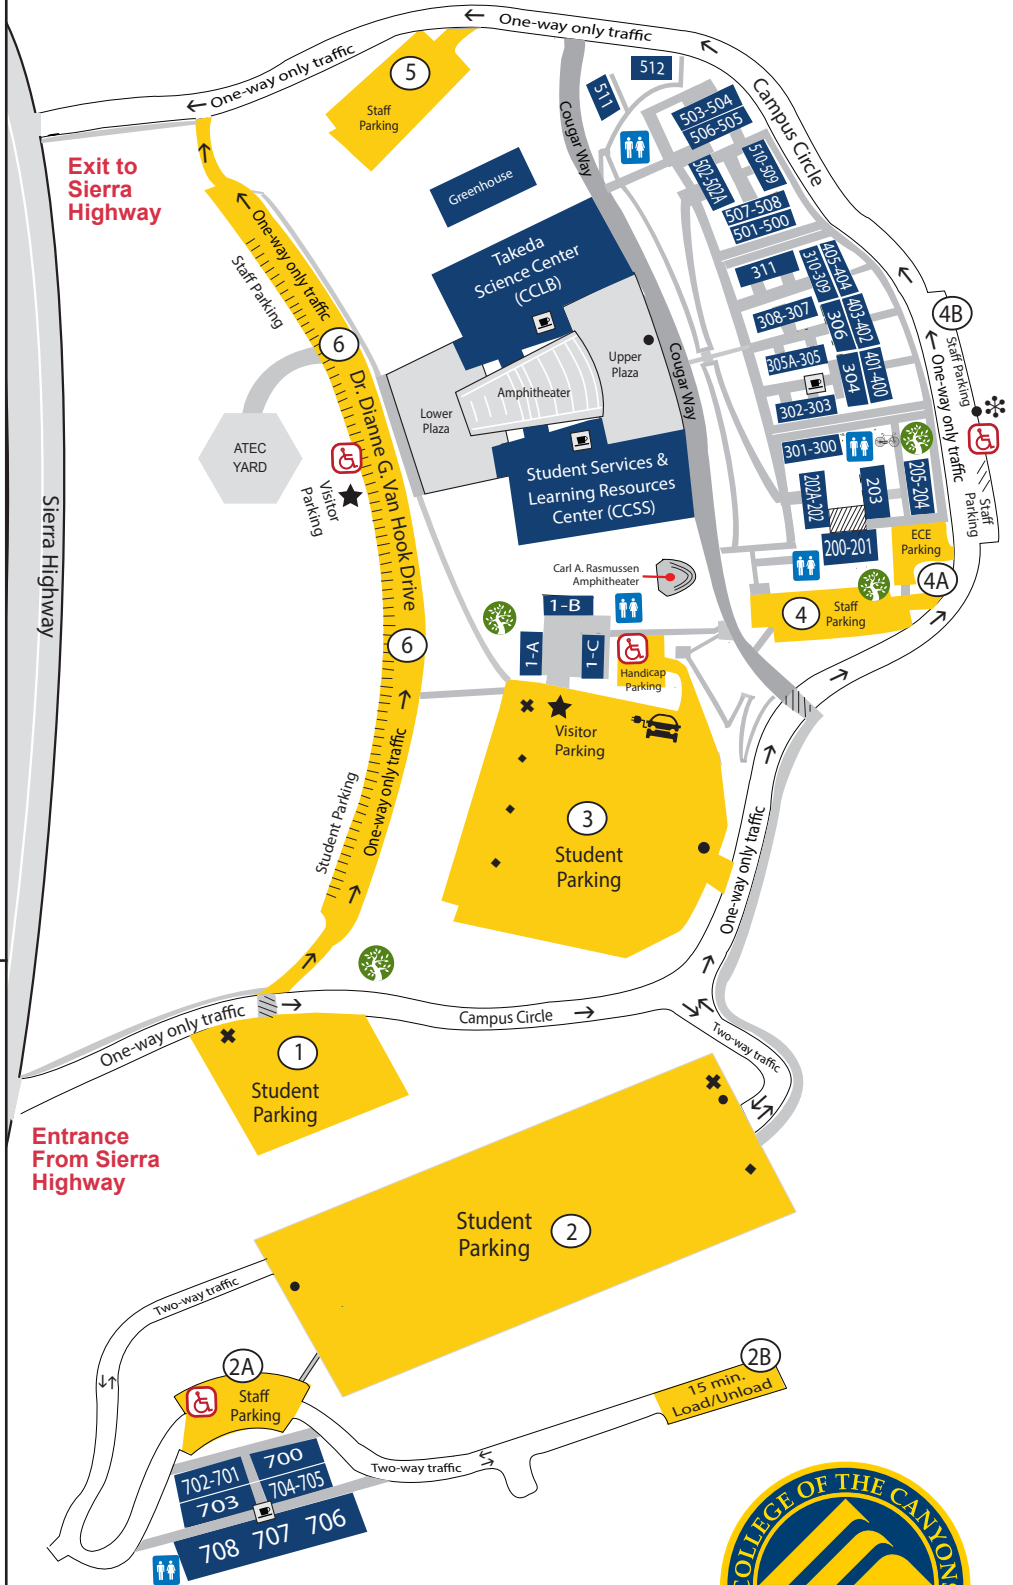 One-way only traffic
One-way only traffic
5
Staff
Parking
512
511
Cougar Way
503-504
506-505
Campus Circle
510-509
502-502A
507-508
501-500
Exit to
Sierra
Highway
Greenhouse
One-way only traffic
Staff Parking
Takeda
Science Center
(CCLB)
311
310-309
405-404
308-307
306
403-402
4B
Staff Parking
6
Dr. Dianne G. Van Hook Drive
Upper
Plaza
Cougar Way
305A-305
304
401-400
One-way only traffic
Amphitheater
Lower
Plaza
302-303
ATEC
YARD
301-300
Visitor
Parking
Student Services &
Learning Resources
Center (CCSS)
202A-202
203
205-204
Staff
Parking
200-201
ECE
Parking
Sierra Highway
Carl A. Rasmussen
Amphitheater
4A
1-B
4
Staff
Parking
6
1-A
1-C
Handicap
Parking
Visitor
Parking
One-way only traffic
Student Parking
3
Student
Parking
One-way only traffic
One-way only traffic
Campus Circle
Two-way traffic
1
Student
Parking
Entrance
From Sierra
Highway
Student
Parking
2
Two-way traffic
2A
Staff
Parking
2B
15 min.
Load/Unload
702-701
700
703
704-705
Two-way traffic
708 707 706
COLLEGE OF THE CANYONS